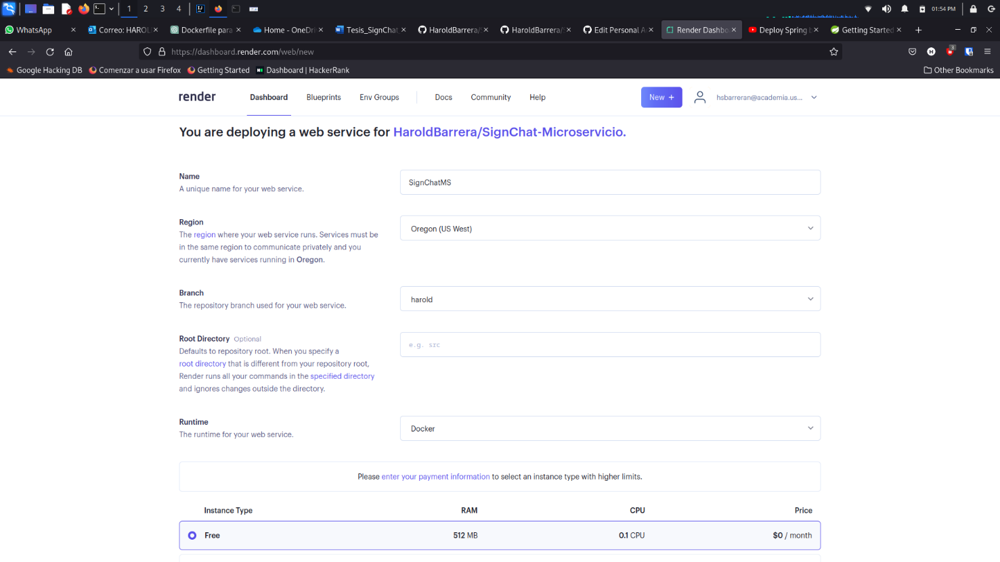 1
2
3
4
01:54 PM
WhatsApp
Correo: HAROL
Dockerfile para
Home - OneDri
Tesis_SignChat
HaroldBarrera/S
HaroldBarrera/S
Edit Personal A
Render Dashbo
Deploy Spring b
Getting Started
https://dashboard.render.com/web/new
3
Google Hacking DB
Comenzar a usar Firefox
Getting Started
Dashboard | HackerRank
Other Bookmarks
render
Dashboard
Blueprints
Env Groups
Docs
Community
Help
New +
hsbarreran@academia.us...
You are deploying a web service for HaroldBarrera/SignChat-Microservicio.
Name
A unique name for your web service.
SignChatMS
Region
The region where your web service runs. Services must be
in the same region to communicate privately and you
currently have services running in Oregon.
Oregon (US West)
Branch
The repository branch used for your web service.
harold
Root Directory Optional
Defaults to repository root. When you specify a
root directory that is different from your repository root,
Render runs all your commands in the specified directory
and ignores changes outside the directory.
e.g. src
Runtime
The runtime for your web service.
Docker
Please enter your payment information to select an instance type with higher limits.
Instance Type
RAM
CPU
Price
Free
512 MB
0.1 CPU
$0 / month